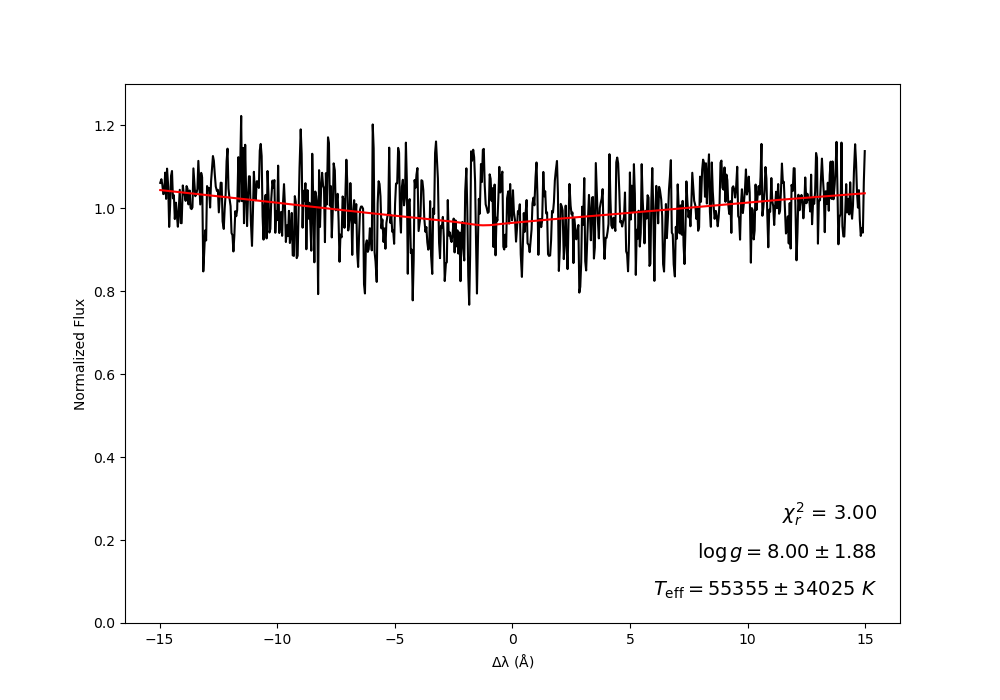 1.2
1.0
0.8
0.6
0.4
0.2
0.0
Normalized Flux
χ²ᵣ = 3.00
log g = 8.00 ± 1.88
T_eff = 55355 ± 34025 K
−15 −10 −5 0 5 10 15
Δλ (Å)